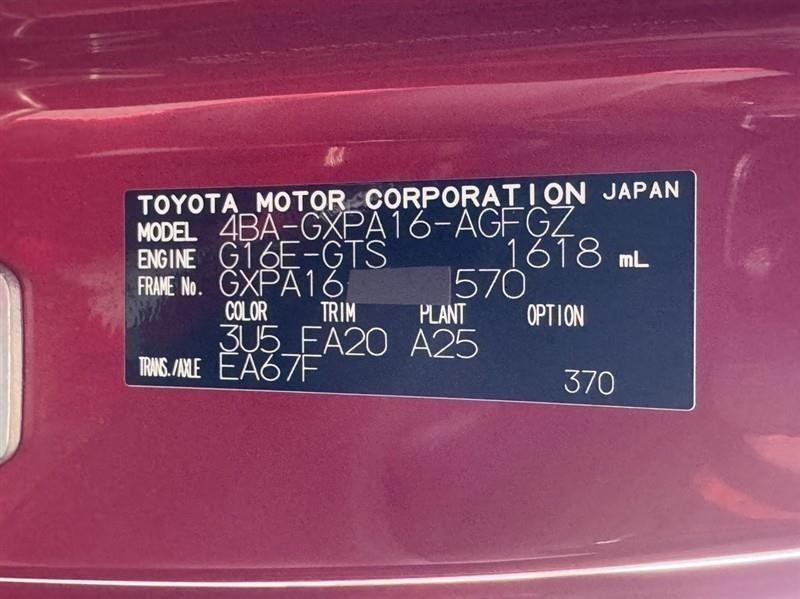 TOYOTA MOTOR CORPORATION JAPAN
MODEL 4BA-GXPA16-AGFGZ
ENGINE G16E-GTS 1618 mL
FRAME No. GXPA16 570
COLOR TRIM PLANT OPTION
3U5 EA20 A25
TRANS./AXLE EA67F 370